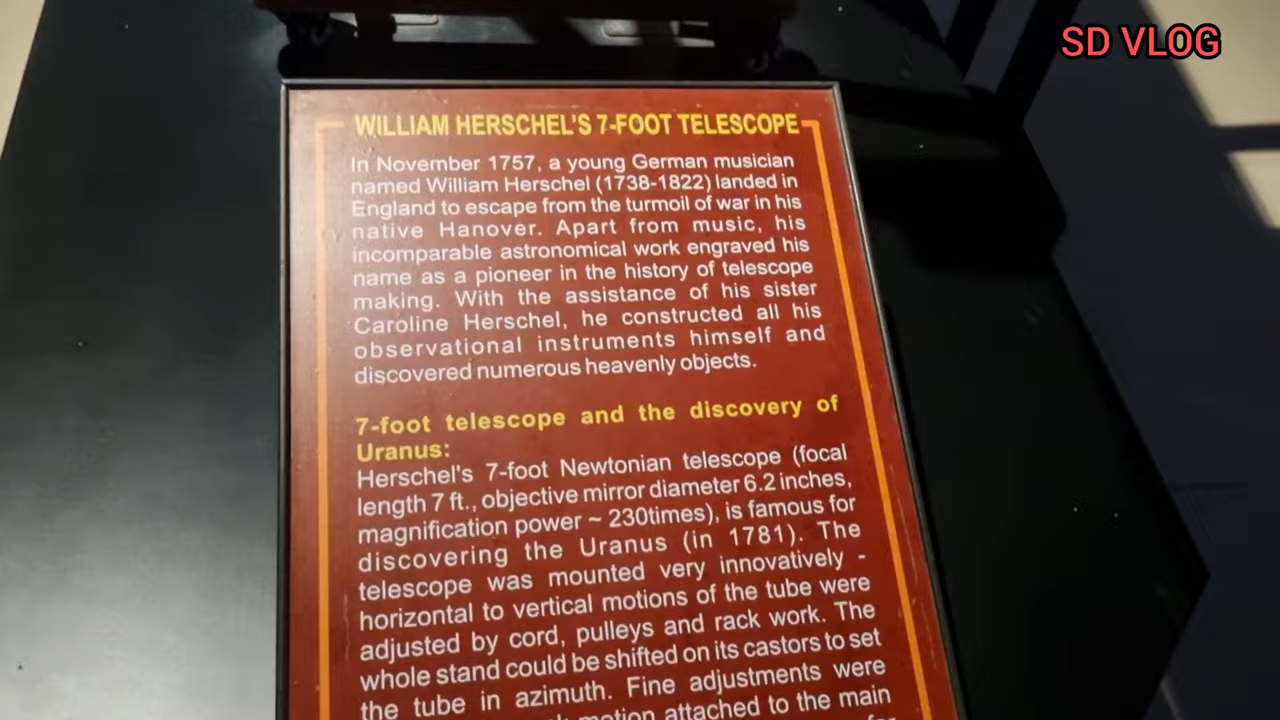 SD VLOG
WILLIAM HERSCHEL'S 7-FOOT TELESCOPE
In November 1757, a young German musician
named William Herschel (1738-1822) landed in
England to escape from the turmoil of war in his
native Hanover. Apart from music, his
incomparable astronomical work engraved his
name as a pioneer in the history of telescope
making. With the assistance of his sister
Caroline Herschel, he constructed all his
observational instruments himself and
discovered numerous heavenly objects.
7-foot telescope and the discovery of
Uranus:
Herschel's 7-foot Newtonian telescope (focal
length 7 ft., objective mirror diameter 6.2 inches,
magnification power ~ 230times), is famous for
discovering the Uranus (in 1781). The
telescope was mounted very innovatively -
horizontal to vertical motions of the tube were
adjusted by cord, pulleys and rack work. The
whole stand could be shifted on its castors to set
the tube in azimuth. Fine adjustments were
motion attached to the main